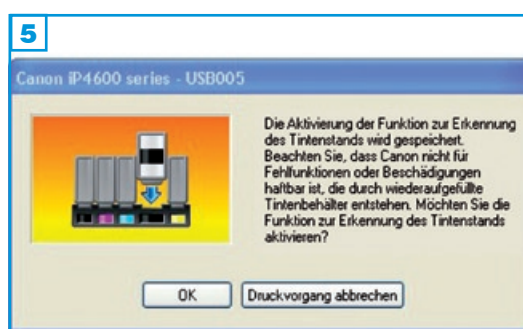 5
Canon iP4600 series - USB005
Die Aktivierung der Funktion zur Erkennung
des Tintenstands wird gespeichert.
Beachten Sie, dass Canon nicht für
Fehlfunktionen oder Beschädigungen
haftbar ist, die durch wiederaufgefüllte
Tintenbehälter entstehen. Möchten Sie die
Funktion zur Erkennung des Tintenstands
aktivieren?
OK
Druckvorgang abbrechen